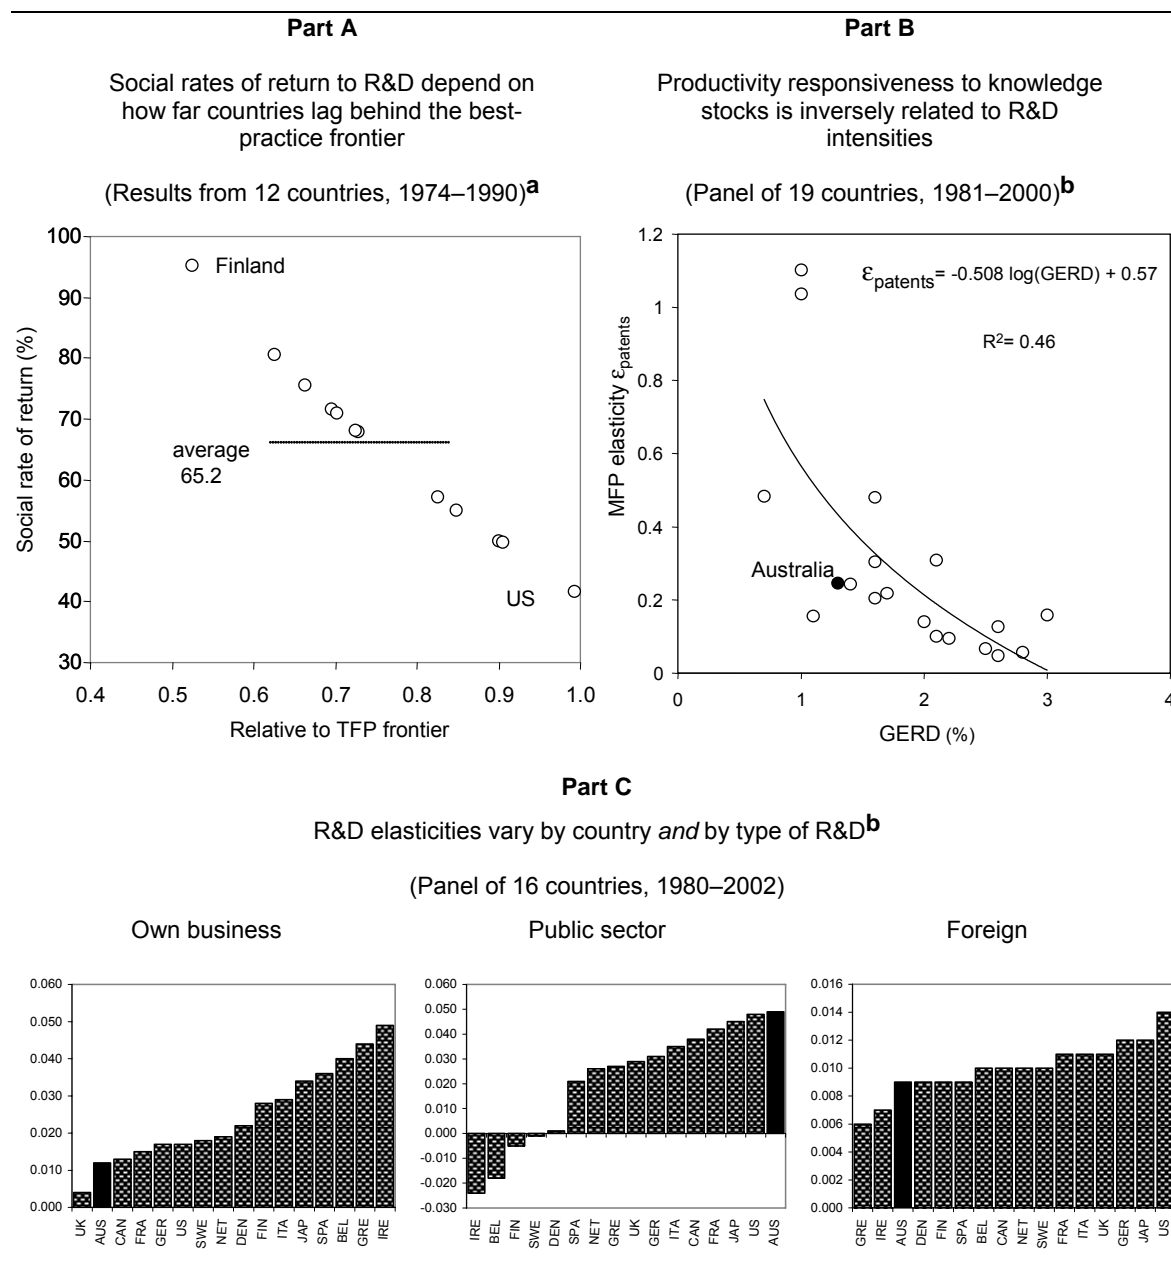 Part A
Social rates of return to R&D depend on
how far countries lag behind the best-
practice frontier
(Results from 12 countries, 1974–1990)a
100
90
80
70
60
50
40
30
Social rate of return (%)
Finland
average
65.2
US
0.4 0.5 0.6 0.7 0.8 0.9 1.0
Relative to TFP frontier
Part B
Productivity responsiveness to knowledge
stocks is inversely related to R&D
intensities
(Panel of 19 countries, 1981–2000)b
1.2
1
0.8
0.6
0.4
0.2
0
MFP elasticity εpatents
εpatents= -0.508 log(GERD) + 0.57
R2= 0.46
Australia
0 1 2 3 4
GERD (%)
Part C
R&D elasticities vary by country and by type of R&Db
(Panel of 16 countries, 1980–2002)
Own business
0.060
0.050
0.040
0.030
0.020
0.010
0.000
UK AUS CAN FRA GER US SWE NET DEN FIN ITA JAP SPA BEL GRE IRE
Public sector
0.060
0.050
0.040
0.030
0.020
0.010
0.000
-0.010
-0.020
-0.030
IRE BEL FIN SWE DEN SPA NET GRE UK GER ITA CAN FRA JAP US AUS
Foreign
0.016
0.014
0.012
0.010
0.008
0.006
0.004
0.002
0.000
GRE IRE AUS DEN FIN SPA BEL CAN NET SWE FRA ITA UK GER JAP US